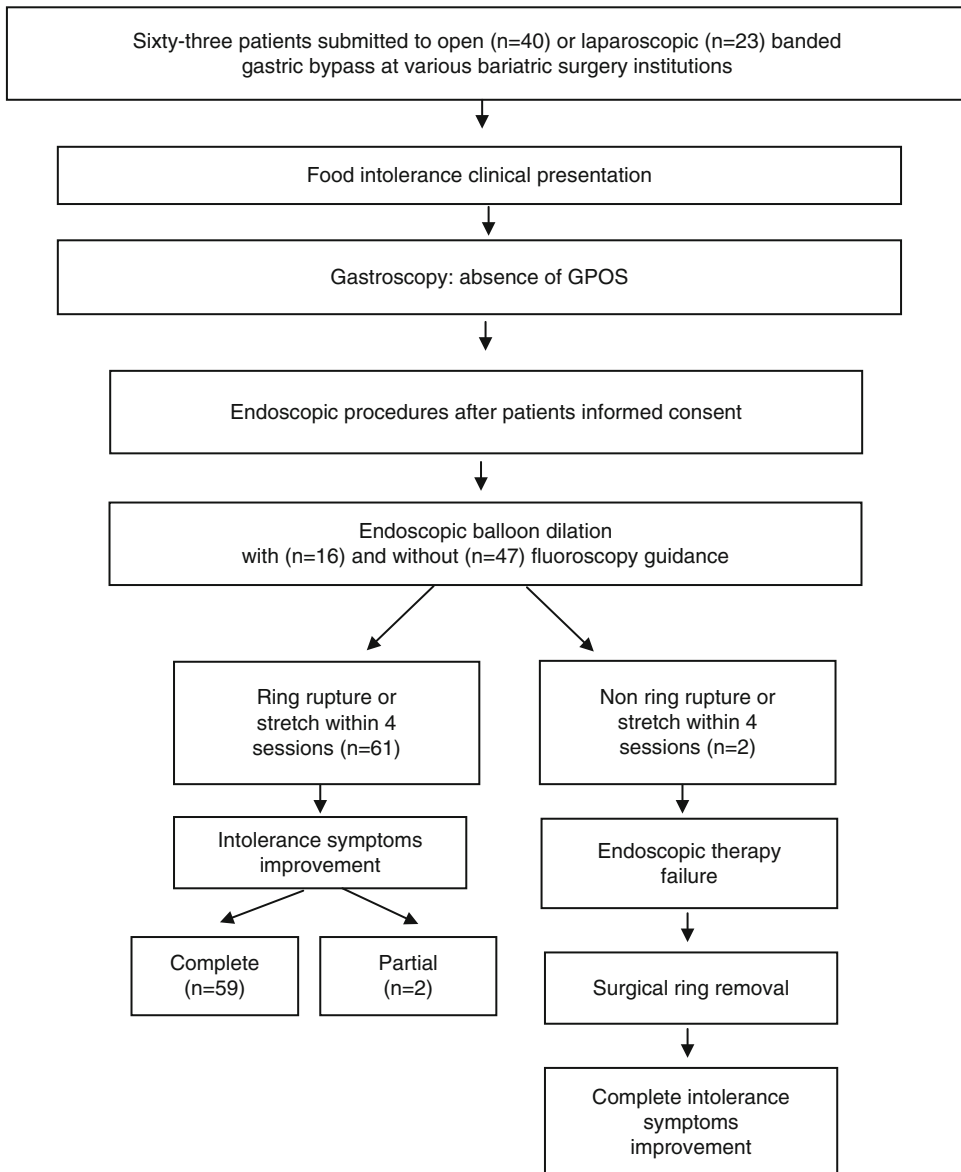 Sixty-three patients submitted to open (n=40) or laparoscopic (n=23) banded
gastric bypass at various bariatric surgery institutions
Food intolerance clinical presentation
Gastroscopy: absence of GPOS
Endoscopic procedures after patients informed consent
Endoscopic balloon dilation
with (n=16) and without (n=47) fluoroscopy guidance
Ring rupture or
stretch within 4
sessions (n=61)
Non ring rupture or
stretch within 4
sessions (n=2)
Intolerance symptoms
improvement
Endoscopic therapy
failure
Complete
(n=59)
Partial
(n=2)
Surgical ring removal
Complete intolerance
symptoms
improvement